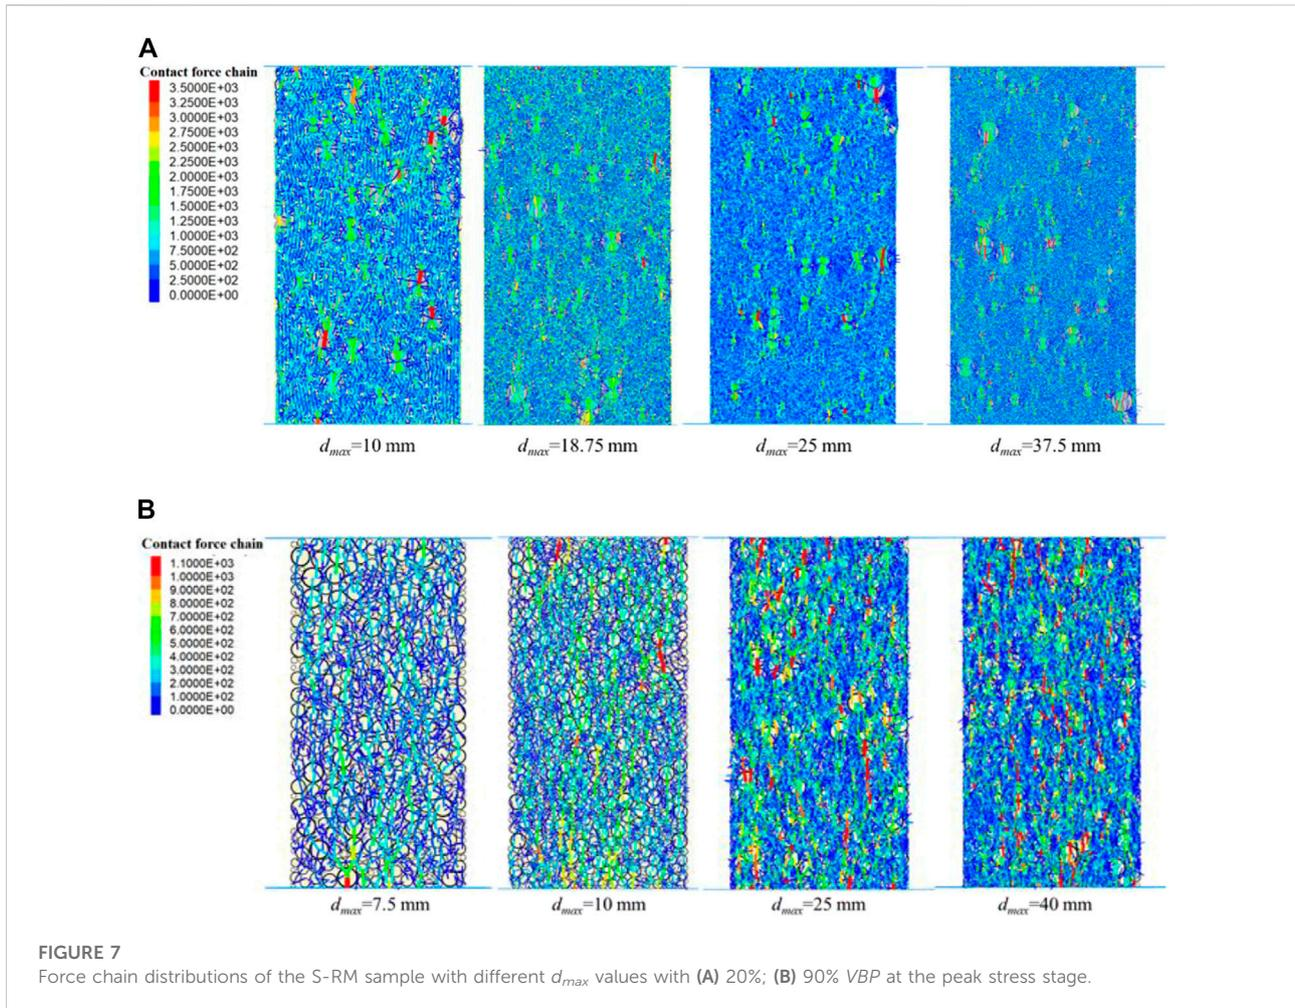 A
Contact force chain
3.5000E+03
3.2500E+03
3.0000E+03
2.7500E+03
2.5000E+03
2.0000E+03
1.7500E+03
1.5000E+03
1.2500E+03
1.0000E+03
7.5000E+02
5.0000E+02
2.5000E+02
0.0000E+00
dmax=10 mm
dmax=18.75 mm
dmax=25 mm
dmax=37.5 mm
B
Contact force chain
1.1000E+03
1.0000E+03
9.0000E+02
8.0000E+02
7.0000E+02
6.0000E+02
5.0000E+02
4.0000E+02
3.0000E+02
2.0000E+02
1.0000E+02
0.0000E+00
dmax=7.5 mm
dmax=10 mm
dmax=25 mm
dmax=40 mm
FIGURE 7
Force chain distributions of the S-RM sample with different dmax values with (A) 20%; (B) 90% VBP at the peak stress stage.